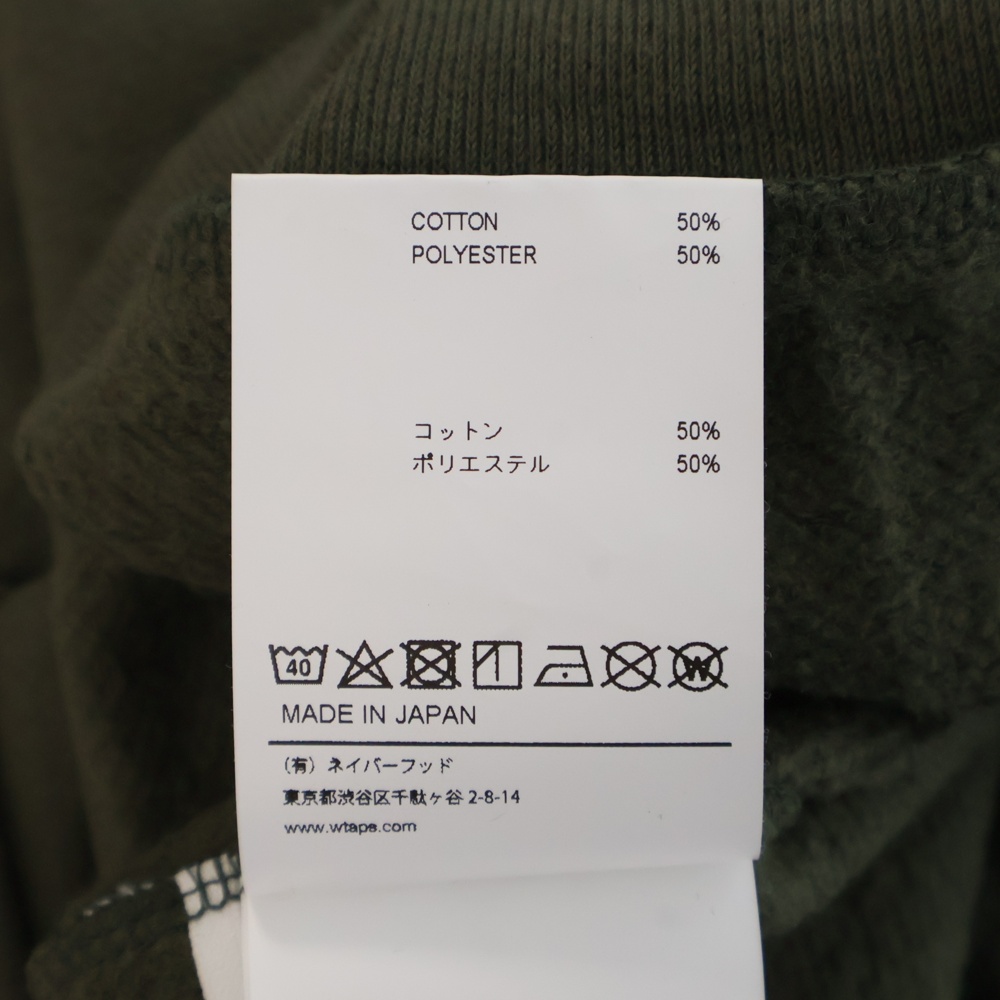 COTTON 50%
POLYESTER 50%
コットン 50%
ポリエステル 50%
40 W
MADE IN JAPAN
(有) ネイバーフッド
東京都渋谷区千駄ヶ谷 2-8-14
www.wtaps.com